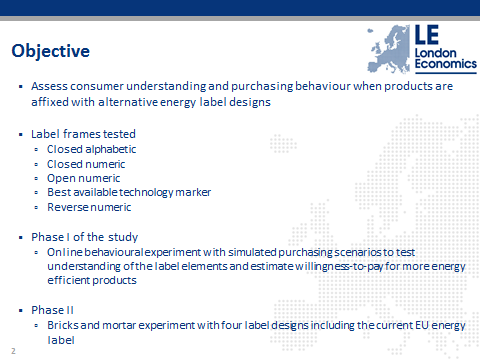 Objective
LE
London
Economics
▪ Assess consumer understanding and purchasing behaviour when products are
affixed with alternative energy label designs
▪ Label frames tested
▫ Closed alphabetic
▫ Closed numeric
▫ Open numeric
▫ Best available technology marker
▫ Reverse numeric
▪ Phase I of the study
▫ Online behavioural experiment with simulated purchasing scenarios to test
understanding of the label elements and estimate willingness-to-pay for more energy
efficient products
▪ Phase II
▫ Bricks and mortar experiment with four label designs including the current EU energy
label
2